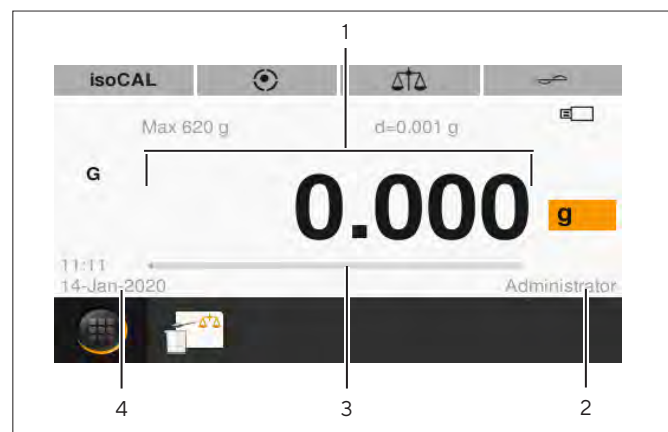 1
isoCAL
Max 620 g d=0.001 g
G
0.000 g
11:11
14-Jan-2020 Administrator
4 3 2